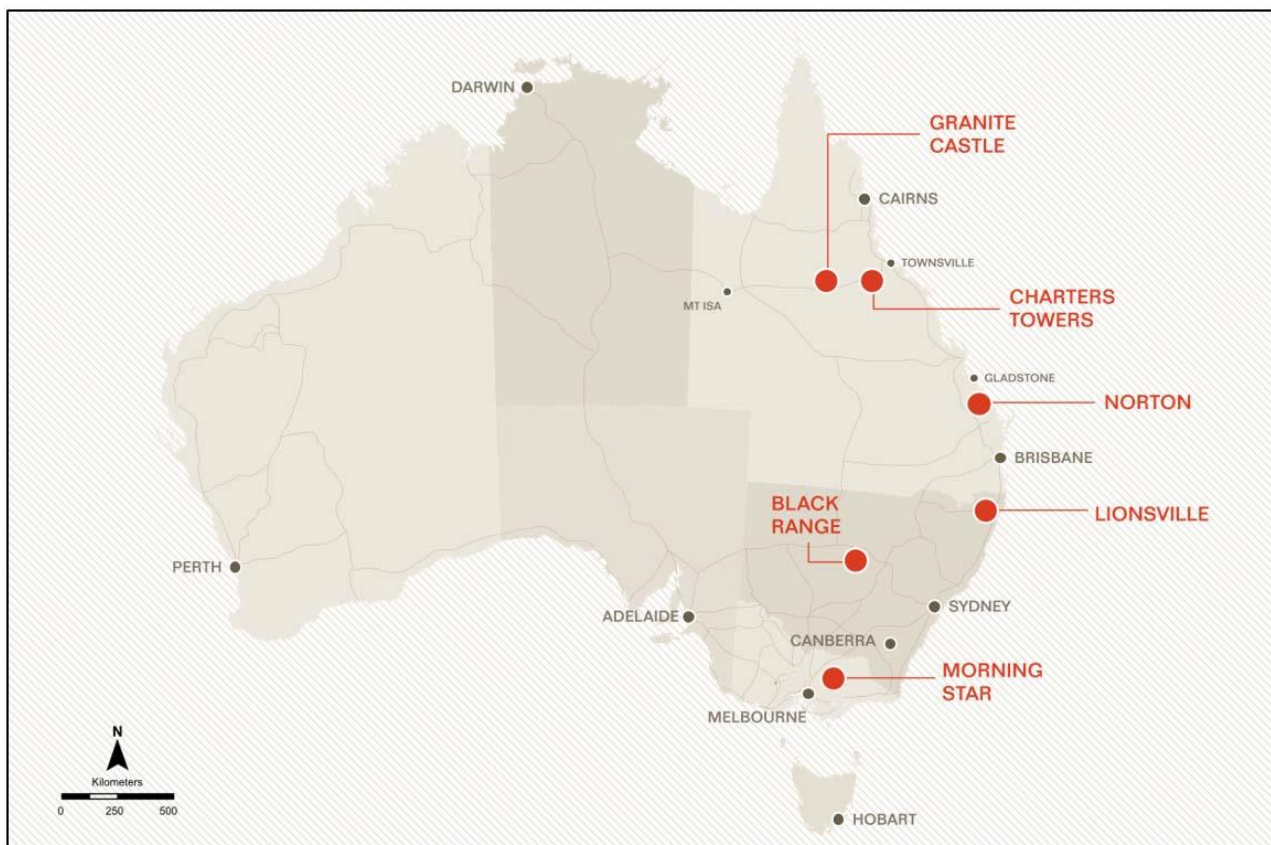 DARWIN
GRANITE
CASTLE
CAIRNS
TOWNSVILLE
MT ISA
CHARTERS
TOWERS
GLADSTONE
NORTON
BRISBANE
BLACK
RANGE
LIONSVILLE
PERTH
ADELAIDE
SYDNEY
CANBERRA
MORNING
STAR
MELBOURNE
N
Kilometers
0 250 500
HOBART